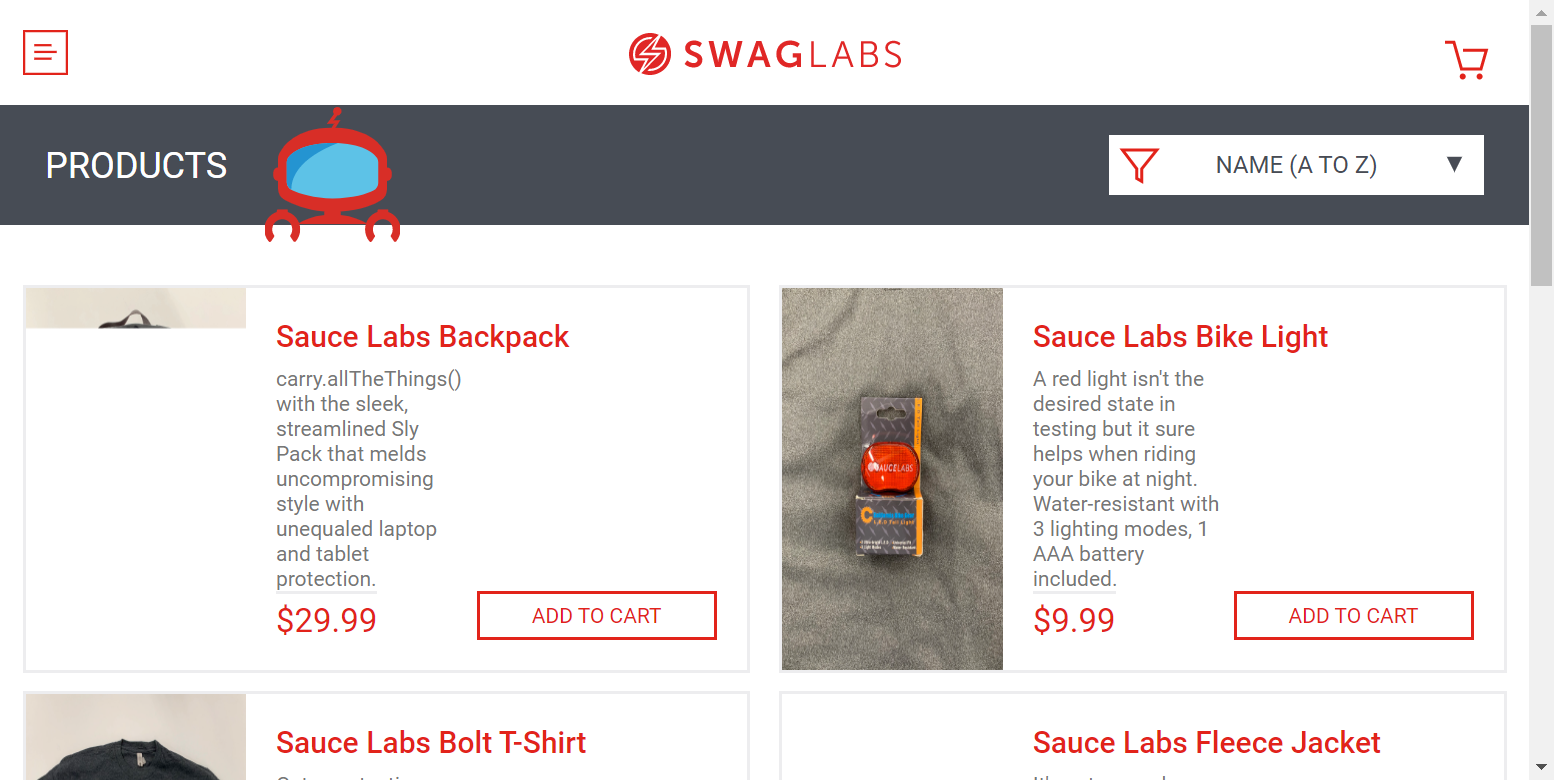 SWAGLABS
PRODUCTS
NAME (A TO Z)
Sauce Labs Backpack
carry.allTheThings()
with the sleek,
streamlined Sly
Pack that melds
uncompromising
style with
unequaled laptop
and tablet
protection.
$29.99
ADD TO CART
SAUCELABS
Sauce Labs Bike Light
A red light isn't the
desired state in
testing but it sure
helps when riding
your bike at night.
Water-resistant with
3 lighting modes, 1
AAA battery
included.
$9.99
ADD TO CART
Sauce Labs Bolt T-Shirt
Sauce Labs Fleece Jacket